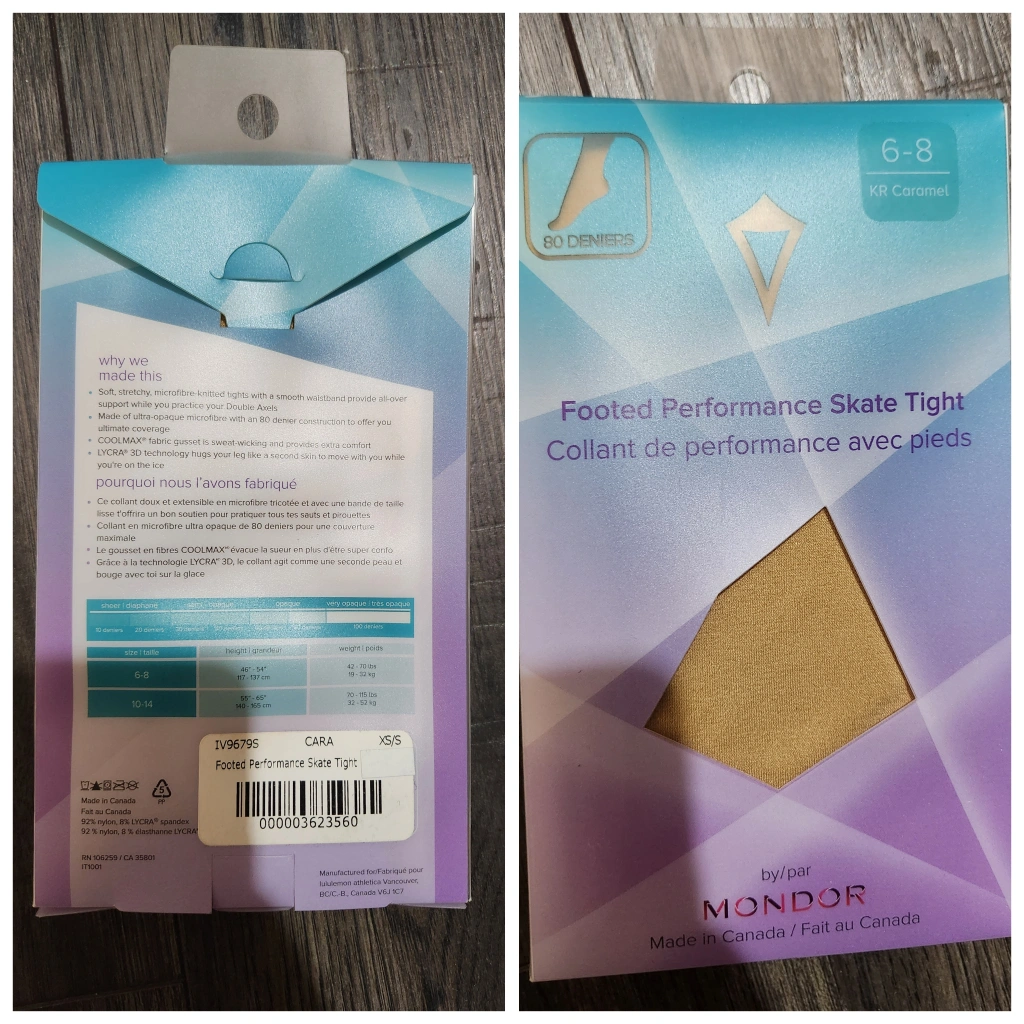 why we
made this
• Soft, stretchy, microfibre-knitted tights with a smooth waistband provide all-over
support while you practice your Double Axels
• Made of ultra-opaque microfibre with an 80 denier construction to offer you
ultimate coverage
• COOLMAX® fabric gusset is sweat-wicking and provides extra comfort
• LYCRA® 3D technology hugs your leg like a second skin to move with you while
you're on the ice
pourquoi nous l'avons fabriqué
• Ce collant doux et extensible en microfibre tricotée et avec une bande de taille
lisse t'offrira un bon soutien pour pratiquer tous tes sauts et pirouettes
• Collant en microfibre ultra opaque de 80 deniers pour une couverture
maximale
• Le gousset en fibres COOLMAX™ évacue la sueur en plus d'être super confo
• Grâce à la technologie LYCRA® 3D, le collant agit comme une seconde peau et
bouge avec toi sur la glace
sheer | diaphane semi-opaque opaque very opaque | très opaque
10 deniers 20 deniers 100 deniers
size | taille height | grandeur weight | poids
6-8 46" - 54" 42 - 70 lbs
117 - 137 cm 19 - 32 kg
10-14 55" - 65" 70 - 115 lbs
140 - 165 cm 32 - 52 kg
IV9679S CARA XS/S
Footed Performance Skate Tight
000003623560
5
PP
Made in Canada
Fait au Canada
92% nylon, 8% LYCRA® spandex
92 % nylon, 8 % élasthanne LYCRA
RN 106259 / CA 35801
IT1001
Manufactured for/Fabriqué pour
lululemon athletica Vancouver,
BC/C.-B., Canada V6J 1C7
80 DENIERS
6-8
KR Caramel
Footed Performance Skate Tight
Collant de performance avec pieds
by/par
MONDOR
Made in Canada / Fait au Canada